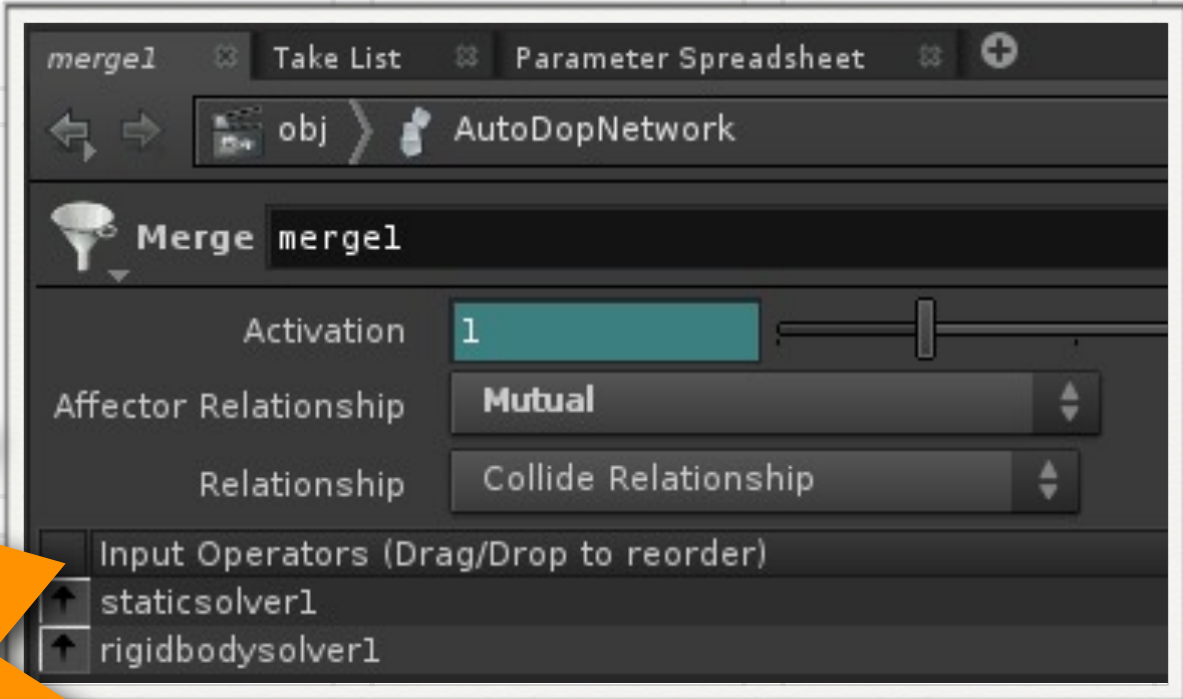 merge1 Take List Parameter Spreadsheet
obj AutoDopNetwork
Merge merge1
Activation 1
Affector Relationship Mutual
Relationship Collide Relationship
Input Operators (Drag/Drop to reorder)
staticsolver1
rigidbodysolver1